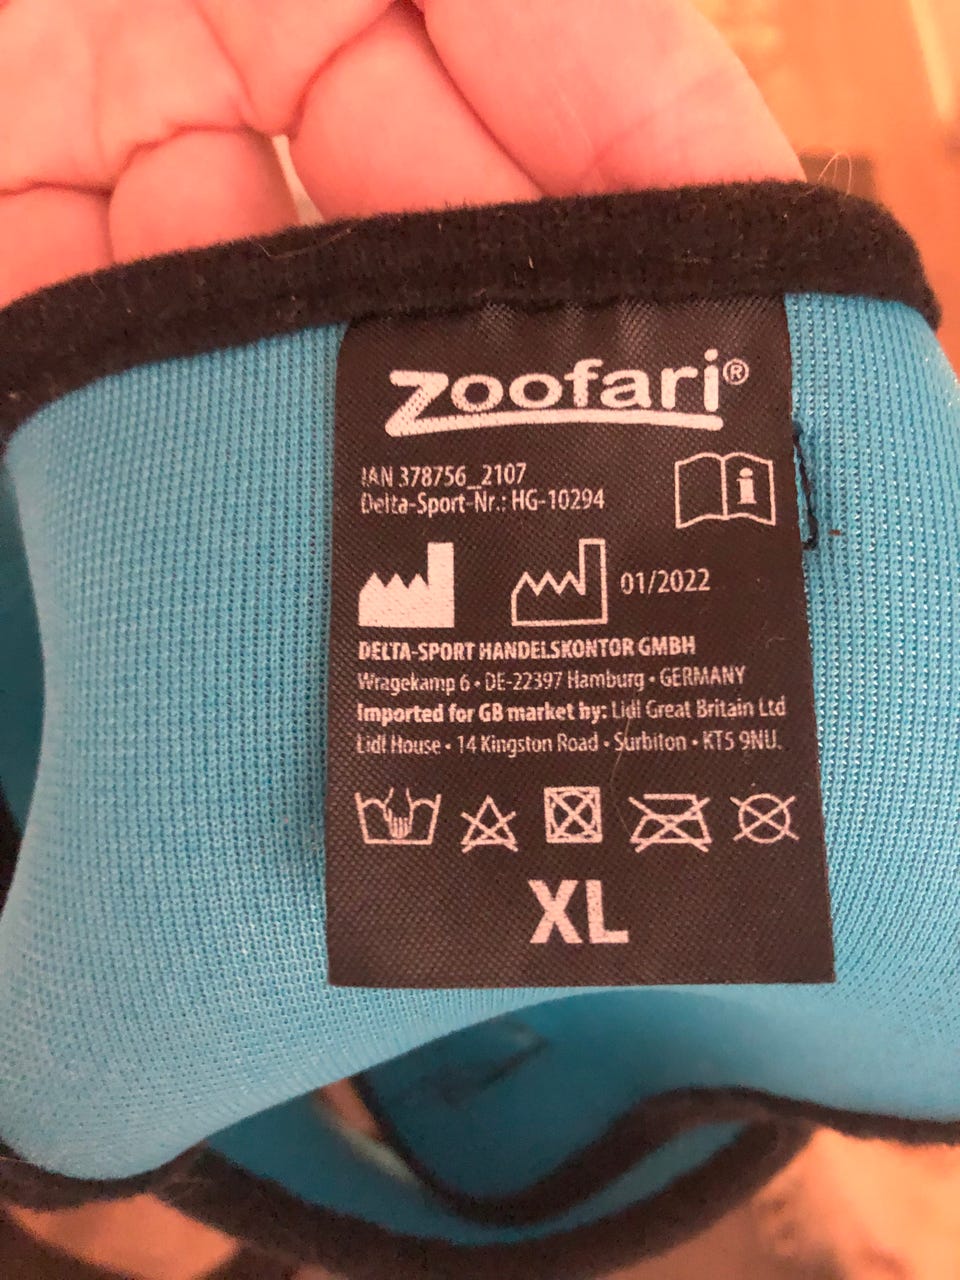 zoofari®
IAN 378756_2107
Delta-Sport-Nr.: HG-10294
i
01/2022
DELTA-SPORT HANDELSKONTOR GMBH
Wragekamp 6 • DE-22397 Hamburg • GERMANY
Imported for GB market by: Lidl Great Britain Ltd
Lidl House • 14 Kingston Road • Surbiton • KT5 9NU.
XL